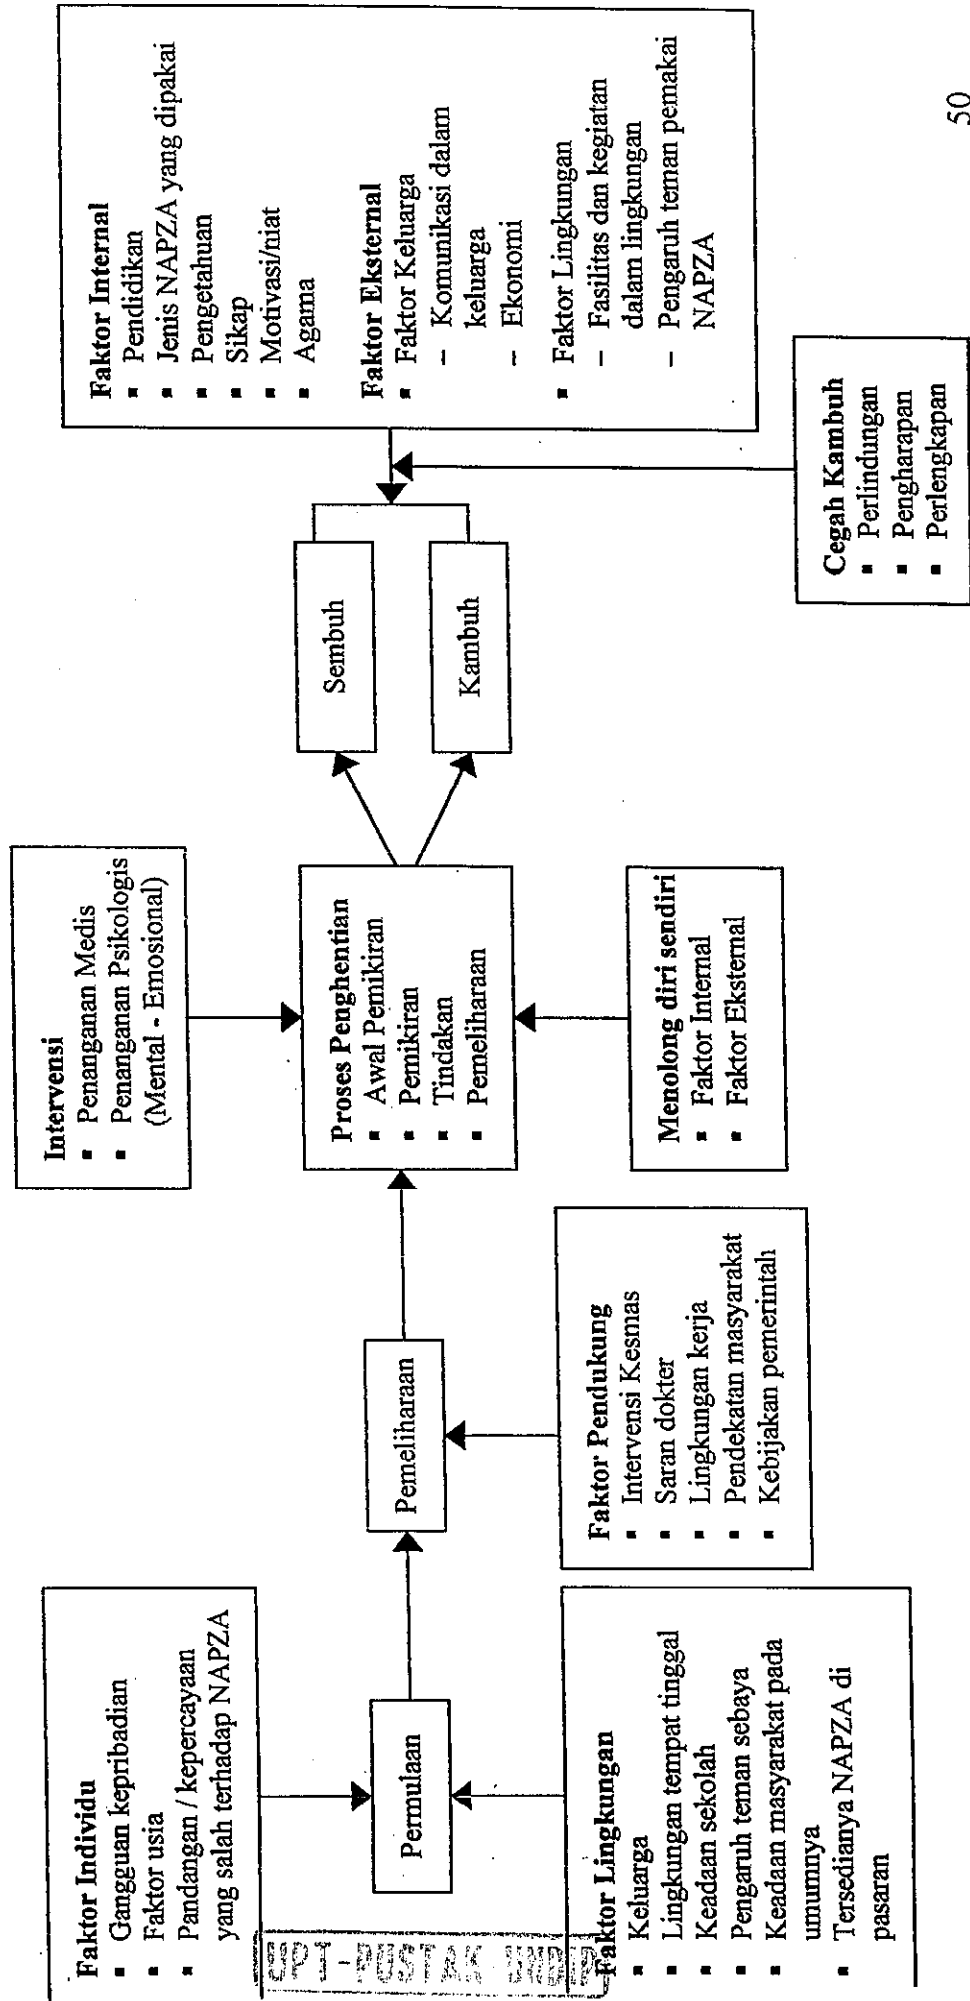 Faktor Individu
▪ Gangguan kepribadian
▪ Faktor usia
▪ Pandangan / kepercayaan
yang salah terhadap NAPZA
Permulaan
Faktor Lingkungan
▪ Keluarga
▪ Lingkungan tempat tinggal
▪ Keadaan sekolah
▪ Pengaruh teman sebaya
▪ Keadaan masyarakat pada
umumnya
▪ Tersedianya NAPZA di
pasaran
UPT-PUSTAK UNDIP
Pemeliharaan
Faktor Pendukung
▪ Intervensi Kesmas
▪ Saran dokter
▪ Lingkungan kerja
▪ Pendekatan masyarakat
▪ Kebijakan pemerintah
Intervensi
▪ Penanganan Medis
▪ Penanganan Psikologis
(Mental - Emosional)
Proses Penghentian
▪ Awal Pemikiran
▪ Pemikiran
▪ Tindakan
▪ Pemeliharaan
Menolong diri sendiri
▪ Faktor Internal
▪ Faktor Eksternal
Sembuh
Kambuh
Faktor Internal
▪ Pendidikan
▪ Jenis NAPZA yang dipakai
▪ Pengetahuan
▪ Sikap
▪ Motivasi/niat
▪ Agama
Faktor Eksternal
▪ Faktor Keluarga
– Komunikasi dalam
keluarga
– Ekonomi
▪ Faktor Lingkungan
– Fasilitas dan kegiatan
dalam lingkungan
– Pengaruh teman pemakai
NAPZA
Cegah Kambuh
▪ Perlindungan
▪ Pengharapan
▪ Perlengkapan
50